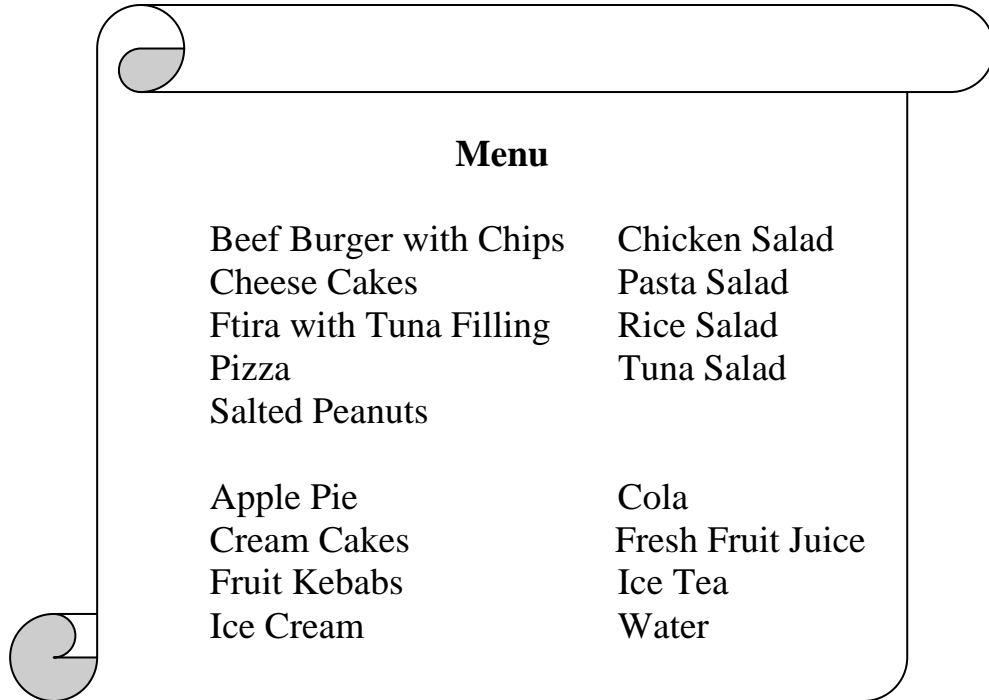 Menu
Beef Burger with Chips Chicken Salad
Cheese Cakes Pasta Salad
Ftira with Tuna Filling Rice Salad
Pizza Tuna Salad
Salted Peanuts
Apple Pie Cola
Cream Cakes Fresh Fruit Juice
Fruit Kebabs Ice Tea
Ice Cream Water